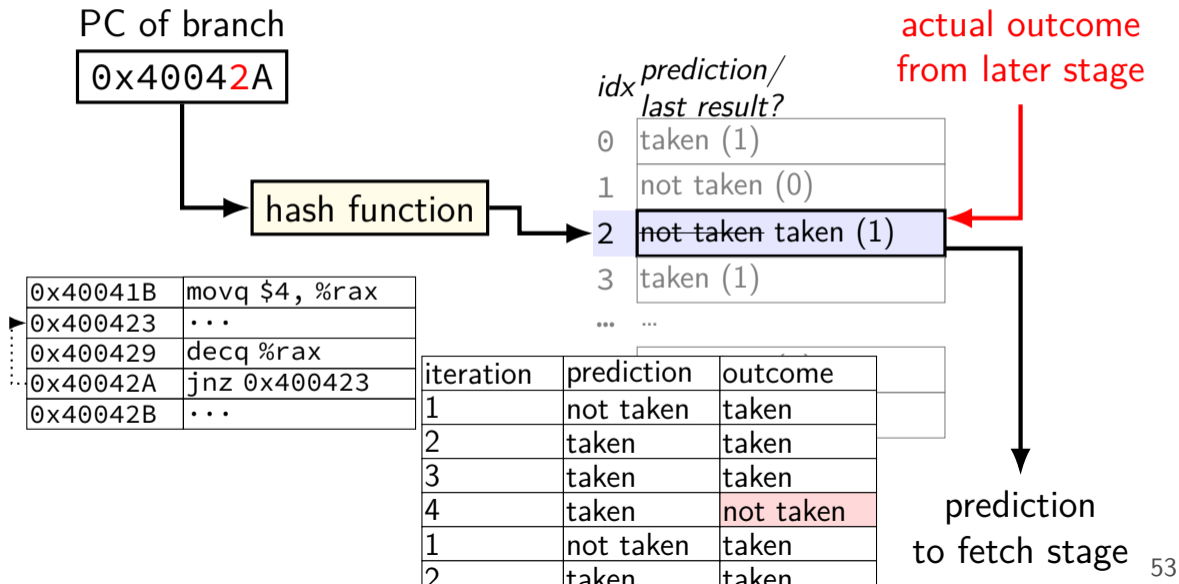 PC of branch
0x40042A
hash function
idx prediction/
last result?
0 taken (1)
1 not taken (0)
2 not taken taken (1)
3 taken (1)
... ...
actual outcome
from later stage
0x40041B movq $4, %rax
0x400423 ...
0x400429 decq %rax
0x40042A jnz 0x400423
0x40042B ...
iteration prediction outcome
1 not taken taken
2 taken taken
3 taken taken
4 taken not taken
1 not taken taken
2 taken taken
prediction
to fetch stage
53